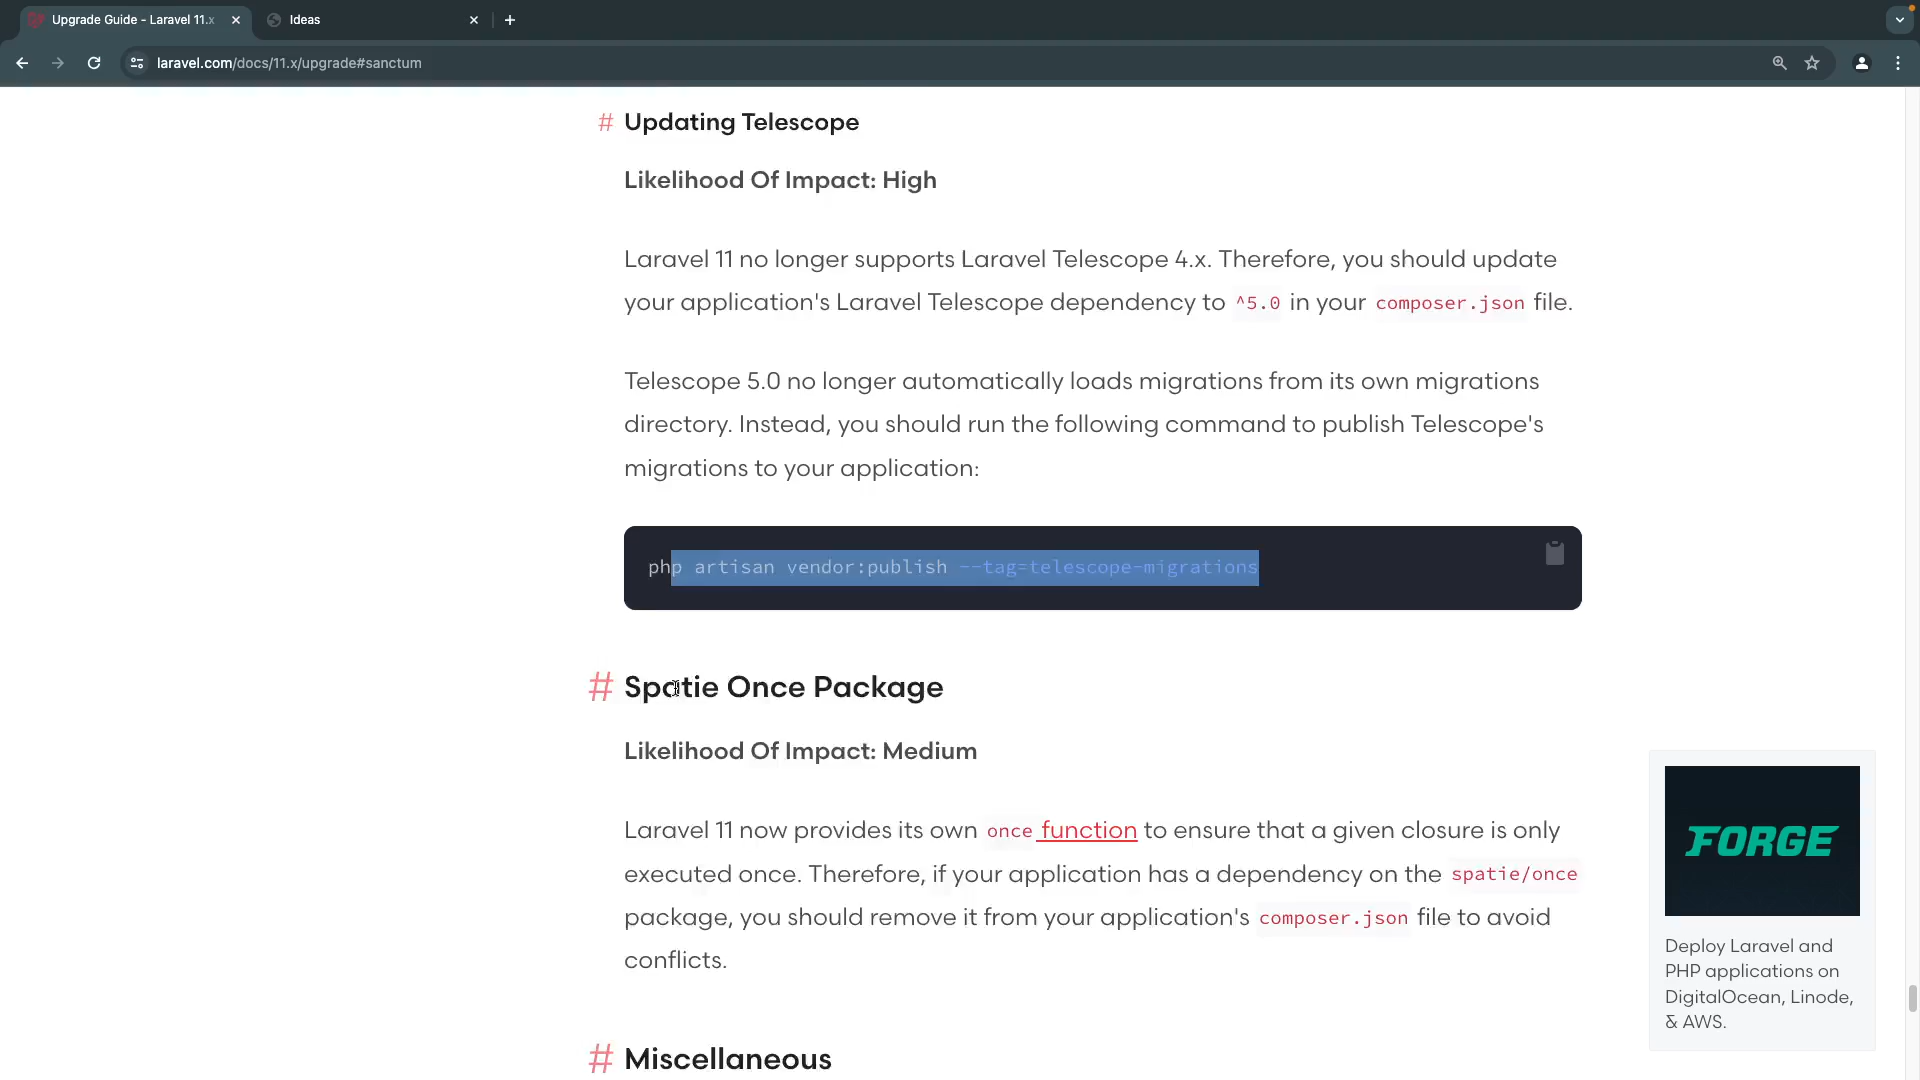 Upgrade Guide - Laravel 11.x
Ideas
laravel.com/docs/11.x/upgrade#sanctum
# Updating Telescope
Likelihood Of Impact: High
Laravel 11 no longer supports Laravel Telescope 4.x. Therefore, you should update
your application's Laravel Telescope dependency to ^5.0 in your composer.json file.
Telescope 5.0 no longer automatically loads migrations from its own migrations
directory. Instead, you should run the following command to publish Telescope's
migrations to your application:
php artisan vendor:publish --tag=telescope-migrations
# Spatie Once Package
Likelihood Of Impact: Medium
Laravel 11 now provides its own once function to ensure that a given closure is only
executed once. Therefore, if your application has a dependency on the spatie/once
package, you should remove it from your application's composer.json file to avoid
conflicts.
FORGE
Deploy Laravel and
PHP applications on
DigitalOcean, Linode,
& AWS.
# Miscellaneous